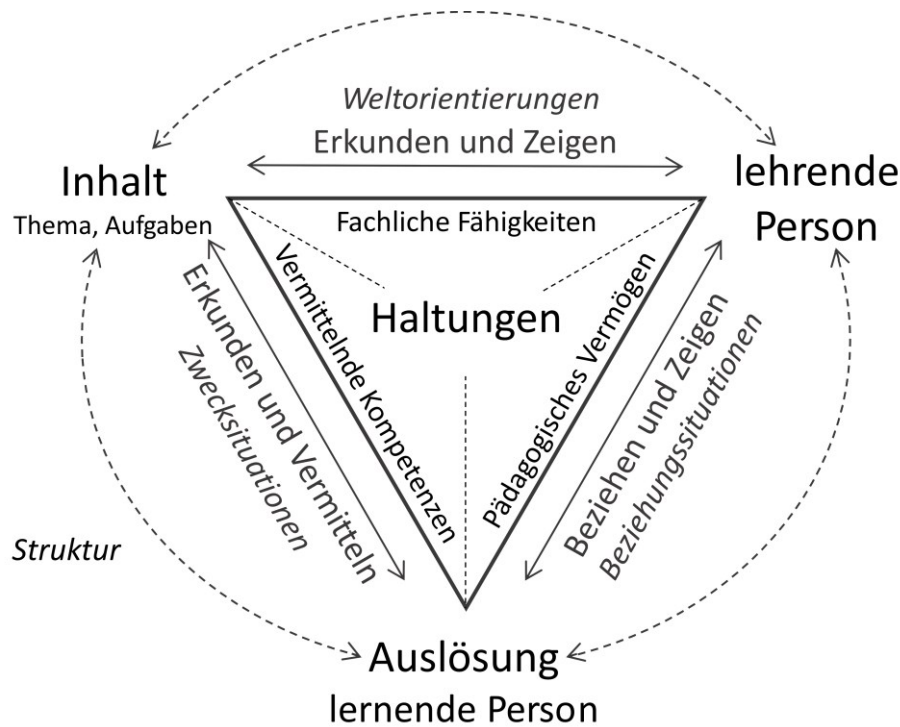 Weltorientierungen
Erkunden und Zeigen
Inhalt
Thema, Aufgaben
lehrende
Person
Fachliche Fähigkeiten
Vermittelnde Kompetenzen
Haltungen
Pädagogisches Vermögen
Erkunden und Vermitteln
Zwecksituationen
Beziehen und Zeigen
Beziehungssituationen
Struktur
Auslösung
lernende Person